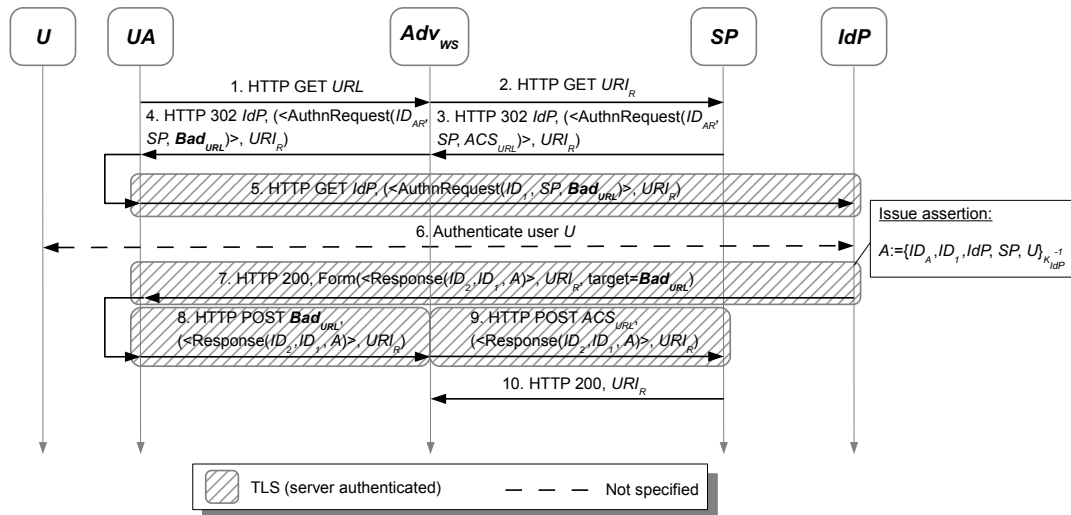 U UA Adv_WS SP IdP
1. HTTP GET URL
2. HTTP GET URI_R
4. HTTP 302 IdP, (<AuthnRequest(ID_AR,
SP, Bad_URL)>, URI_R)
3. HTTP 302 IdP, (<AuthnRequest(ID_AR,
SP, ACS_URL)>, URI_R)
5. HTTP GET IdP, (<AuthnRequest(ID_1, SP, Bad_URL)>, URI_R)
6. Authenticate user U
Issue assertion:
A:={ID_A,ID_1,IdP, SP, U}_K_IdP^-1
7. HTTP 200, Form(<Response(ID_2,ID_1, A)>, URI_R, target=Bad_URL)
8. HTTP POST Bad_URL,
(<Response(ID_2,ID_1, A)>, URI_R)
9. HTTP POST ACS_URL,
(<Response(ID_2,ID_1, A)>, URI_R)
10. HTTP 200, URI_R
TLS (server authenticated)
Not specified